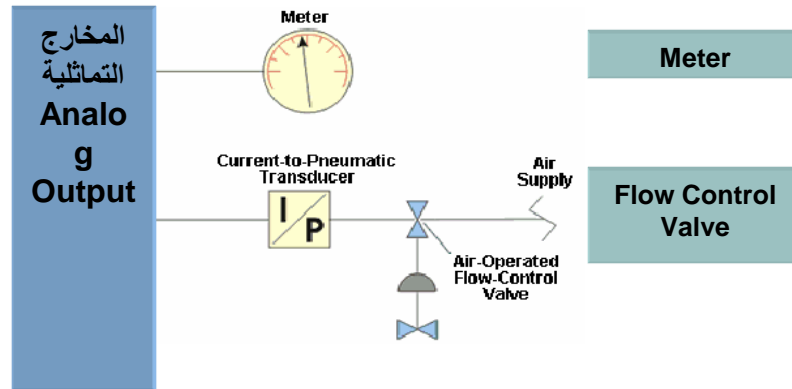 المخارج
التماثلية
Analo
g
Output
Meter
Current-to-Pneumatic
Transducer
I
P
Air
Supply
Air-Operated
Flow-Control
Valve
Meter
Flow Control
Valve